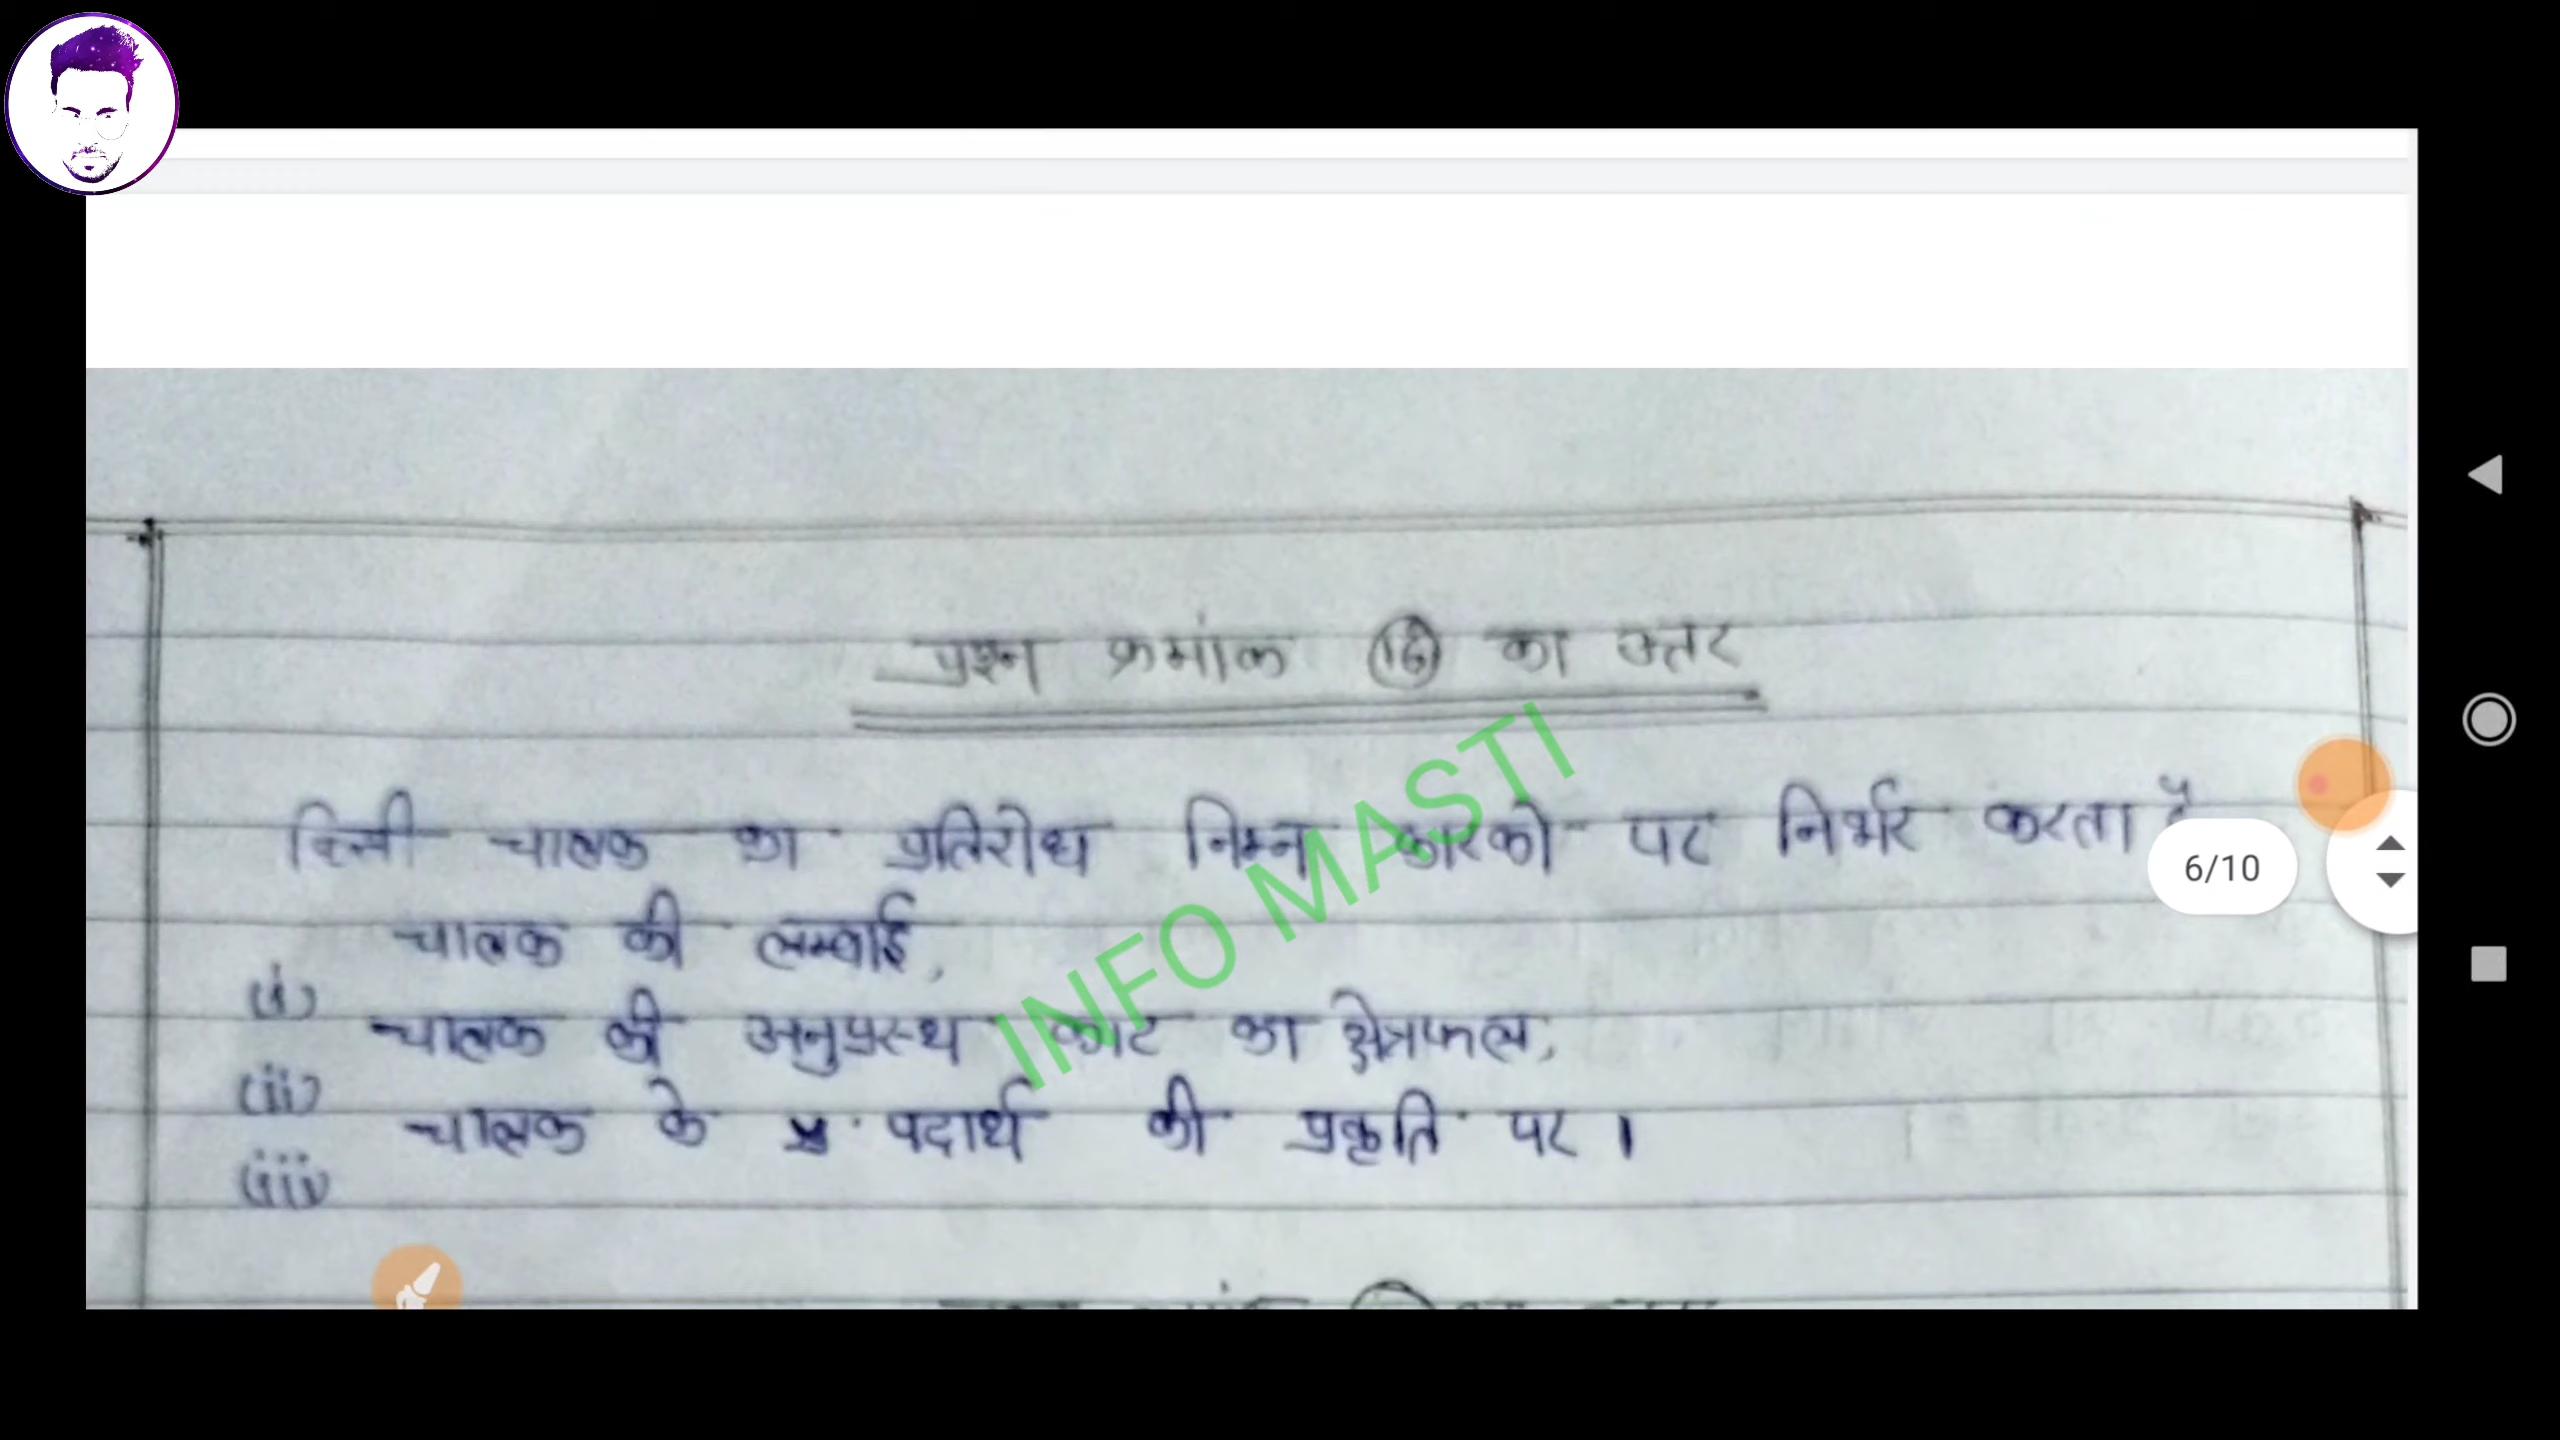 प्रश्न क्रमांक 16 का उत्तर
किसी चालक का प्रतिरोध निम्न कारको पर निर्भर करता है
(i) चालक की लम्बाई,
(ii) चालक की अनुप्रस्थ काट का क्षेत्रफल,
(iii) चालक के पदार्थ की प्रकृति पर ।
INFO MASTI
6/10